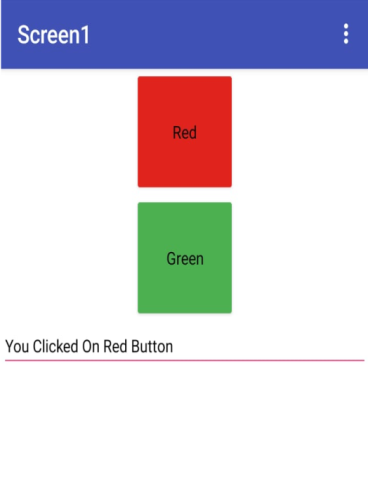 Screen1
Red
Green
You Clicked On Red Button